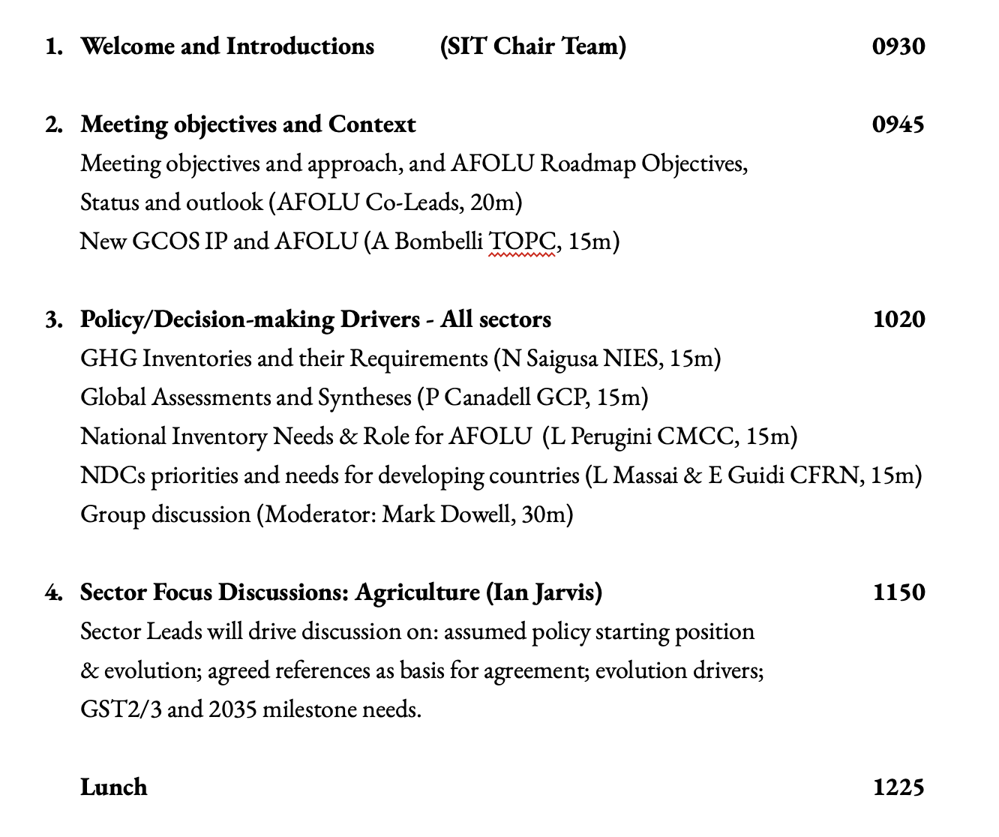 1. Welcome and Introductions (SIT Chair Team) 0930
2. Meeting objectives and Context 0945
Meeting objectives and approach, and AFOLU Roadmap Objectives,
Status and outlook (AFOLU Co-Leads, 20m)
New GCOS IP and AFOLU (A Bombelli TOPC, 15m)
3. Policy/Decision-making Drivers - All sectors 1020
GHG Inventories and their Requirements (N Saigusa NIES, 15m)
Global Assessments and Syntheses (P Canadell GCP, 15m)
National Inventory Needs & Role for AFOLU (L Perugini CMCC, 15m)
NDCs priorities and needs for developing countries (L Massai & E Guidi CFRN, 15m)
Group discussion (Moderator: Mark Dowell, 30m)
4. Sector Focus Discussions: Agriculture (Ian Jarvis) 1150
Sector Leads will drive discussion on: assumed policy starting position
& evolution; agreed references as basis for agreement; evolution drivers;
GST2/3 and 2035 milestone needs.
Lunch 1225